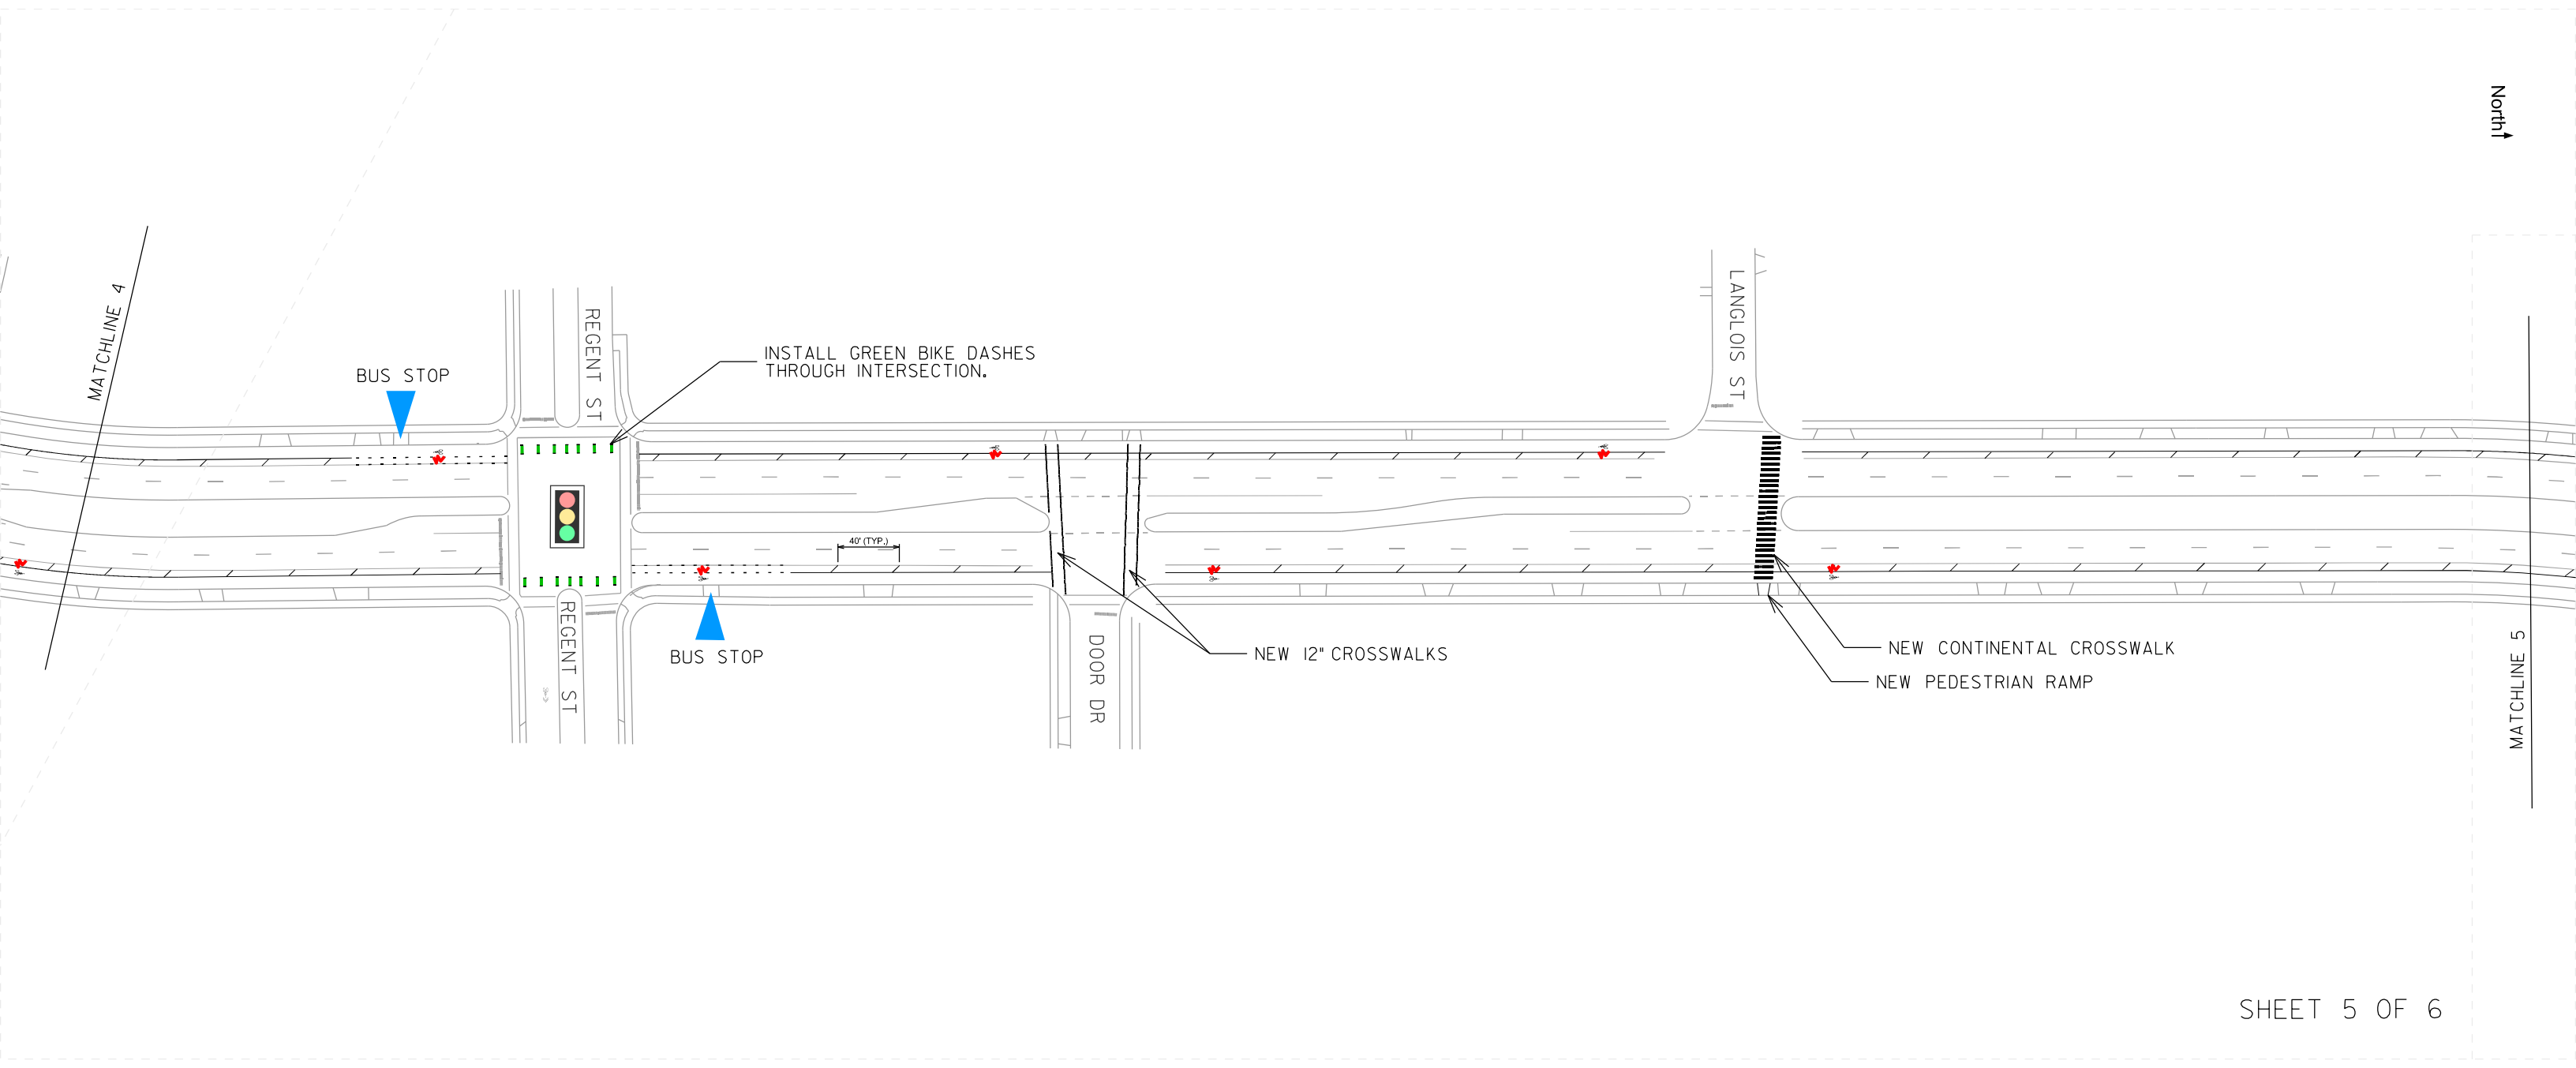 North
MATCHLINE 4
BUS STOP
REGENT ST
INSTALL GREEN BIKE DASHES
THROUGH INTERSECTION.
LANGLOIS ST
40' (TYP.)
BUS STOP
REGENT ST
DOOR DR
NEW 12" CROSSWALKS
NEW CONTINENTAL CROSSWALK
NEW PEDESTRIAN RAMP
MATCHLINE 5
SHEET 5 OF 6